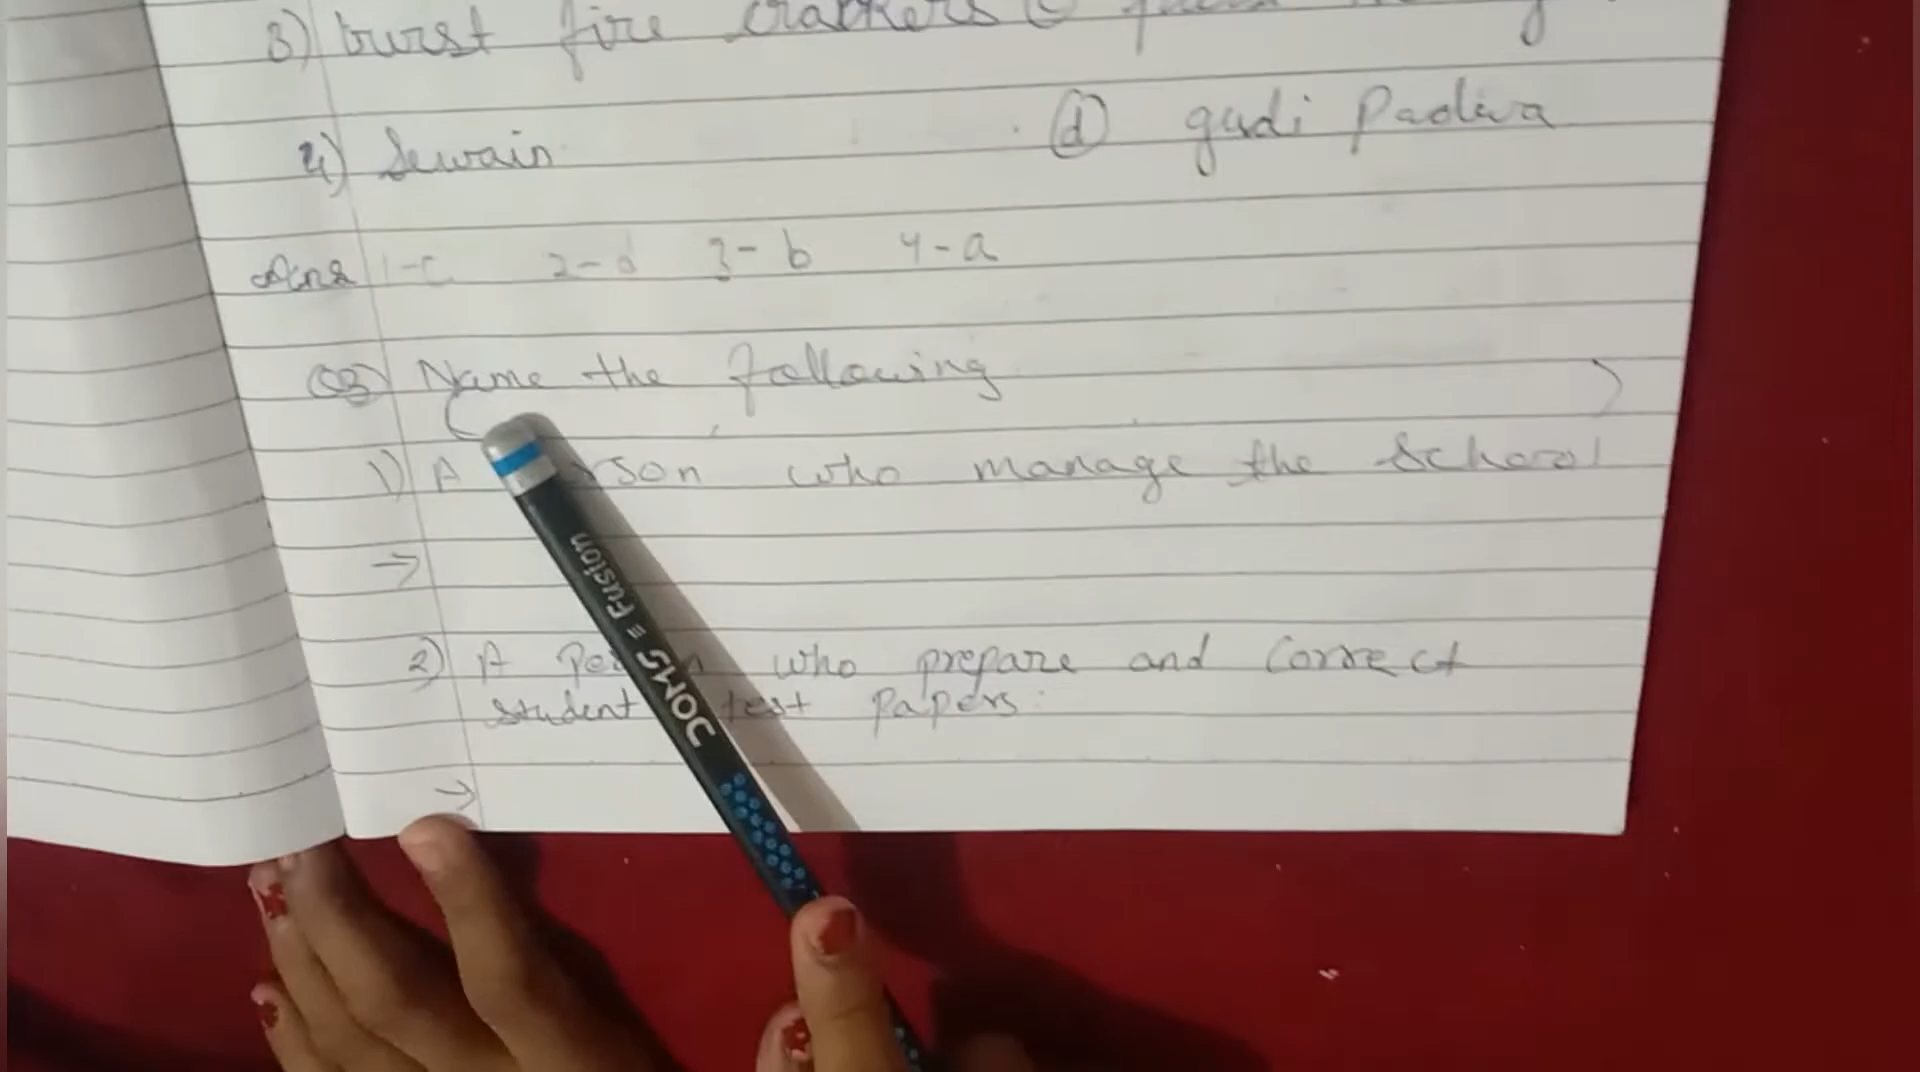 3) burst fire crackers c
d gudi Padwa
4) Sewain
Ans 1-c 2-d 3-b 4-a
Q3) Name the following
1) A who manage the School
→
2) A who prepare and correct
student test papers.
→
DOMS = Fusion